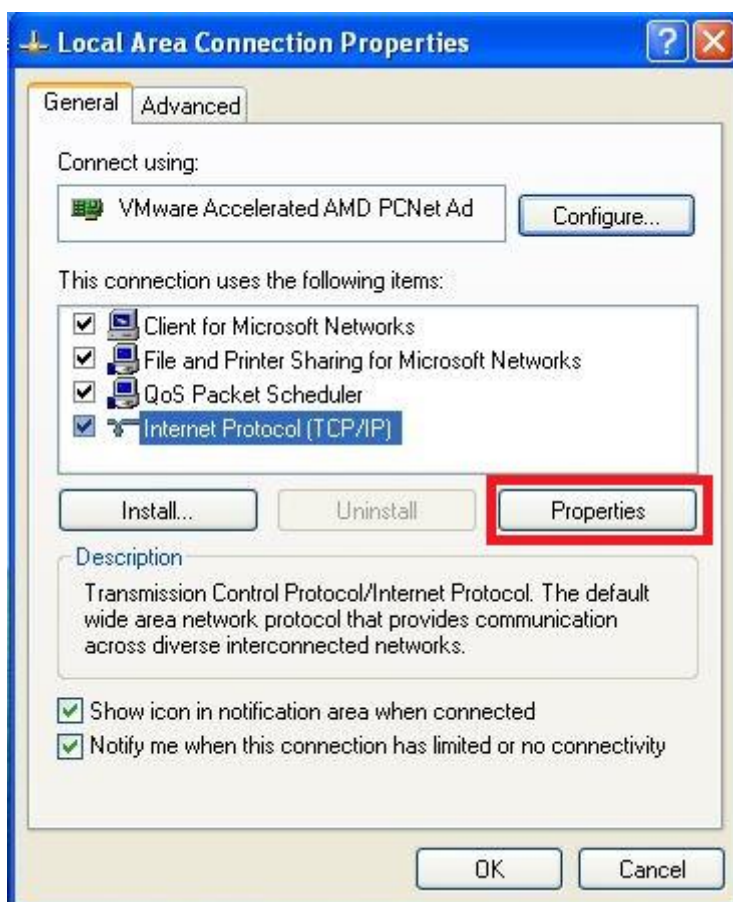 Local Area Connection Properties
General
Advanced
Connect using:
VMware Accelerated AMD PCNet Ad
Configure...
This connection uses the following items:
Client for Microsoft Networks
File and Printer Sharing for Microsoft Networks
QoS Packet Scheduler
Internet Protocol (TCP/IP)
Install...
Uninstall
Properties
Description
Transmission Control Protocol/Internet Protocol. The default
wide area network protocol that provides communication
across diverse interconnected networks.
Show icon in notification area when connected
Notify me when this connection has limited or no connectivity
OK
Cancel